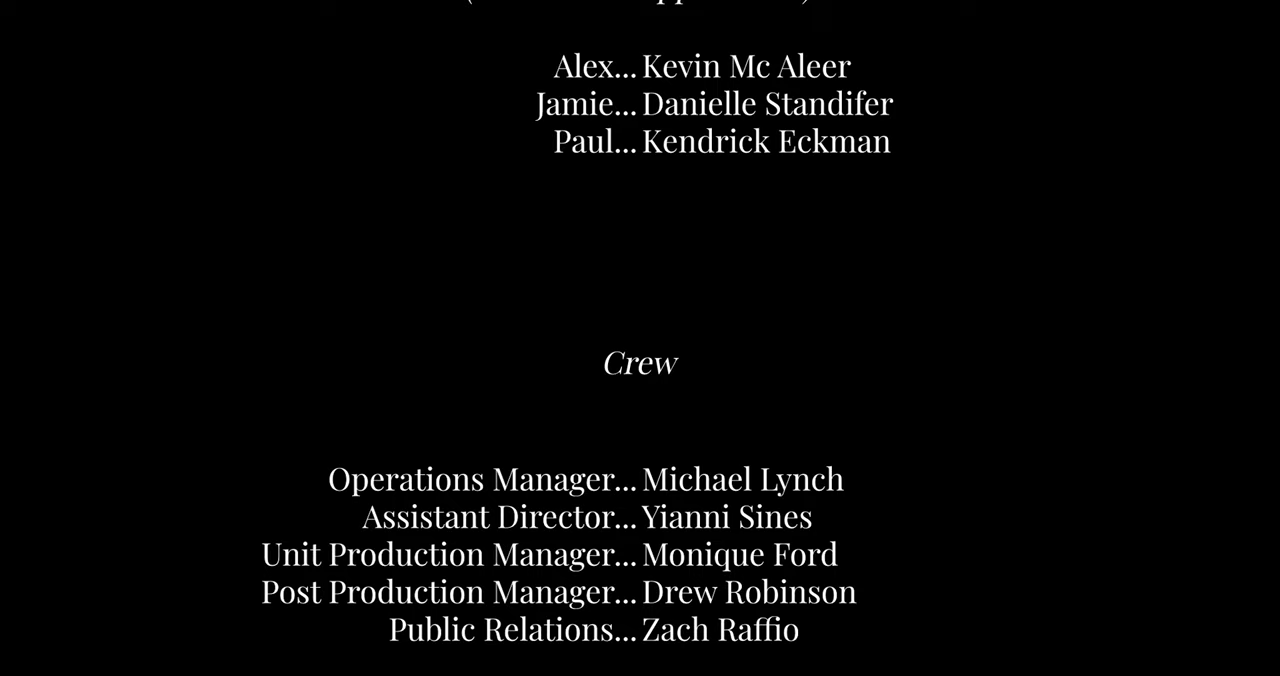 Alex... Kevin Mc Aleer
Jamie... Danielle Standifer
Paul... Kendrick Eckman
Crew
Operations Manager... Michael Lynch
Assistant Director... Yianni Sines
Unit Production Manager... Monique Ford
Post Production Manager... Drew Robinson
Public Relations... Zach Raffio